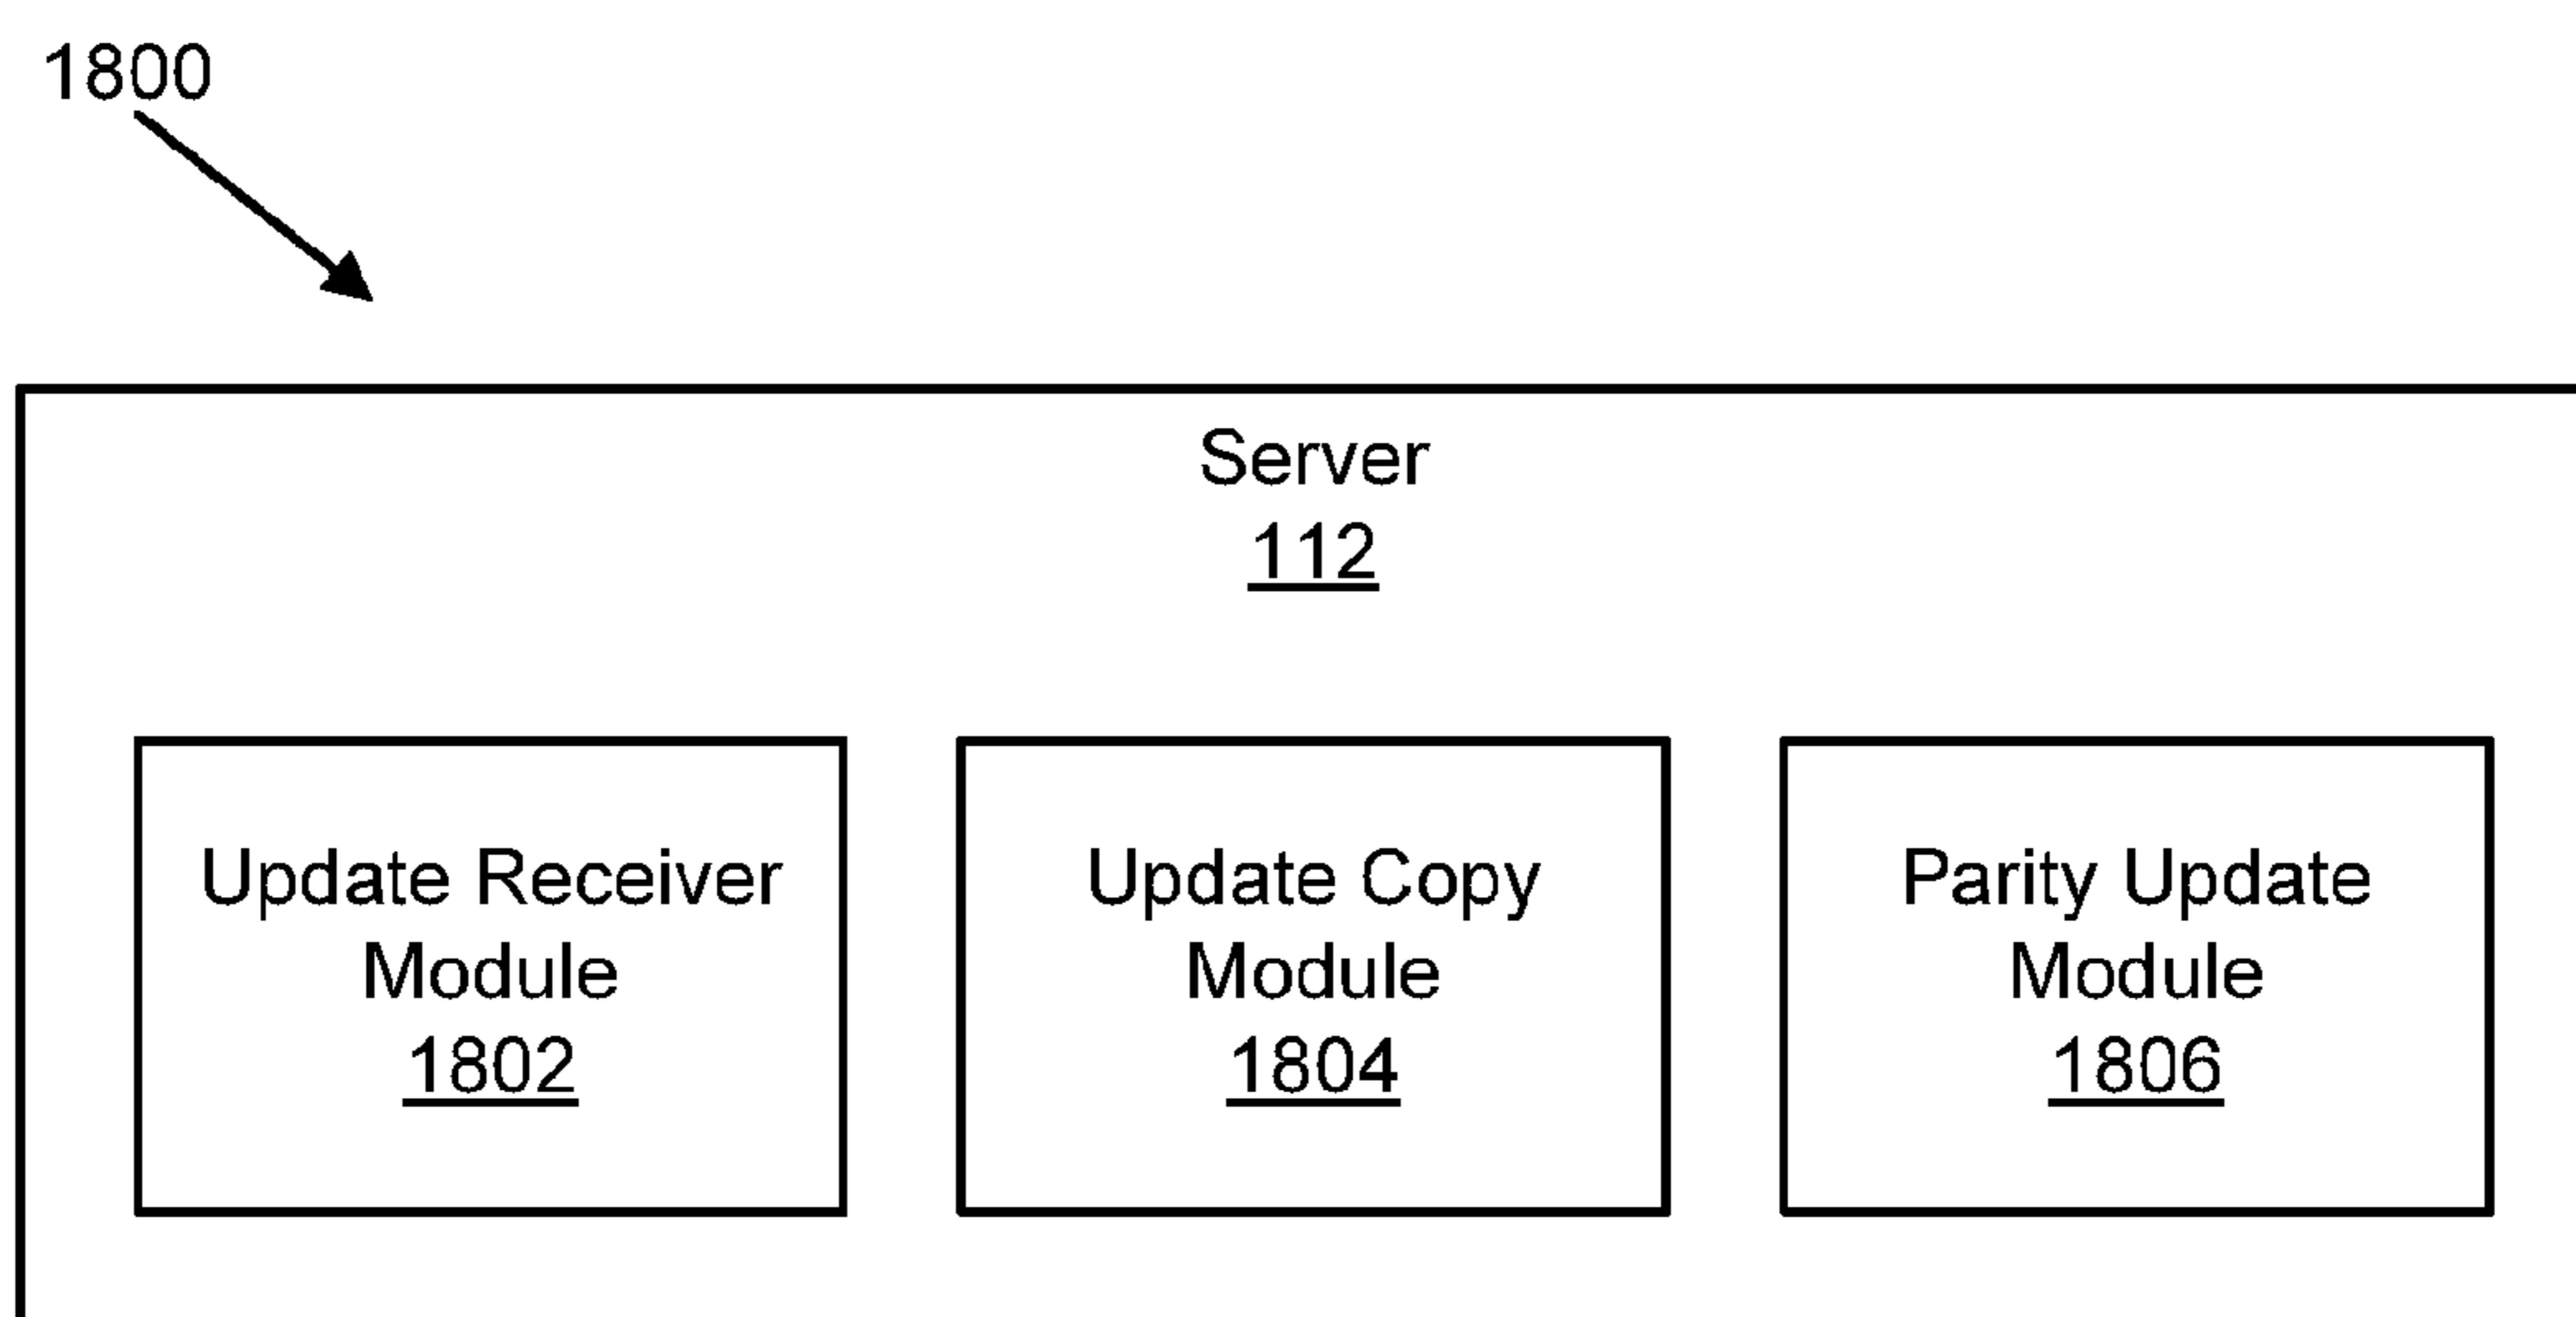 1800
Server
112
Update Receiver
Module
1802
Update Copy
Module
1804
Parity Update
Module
1806